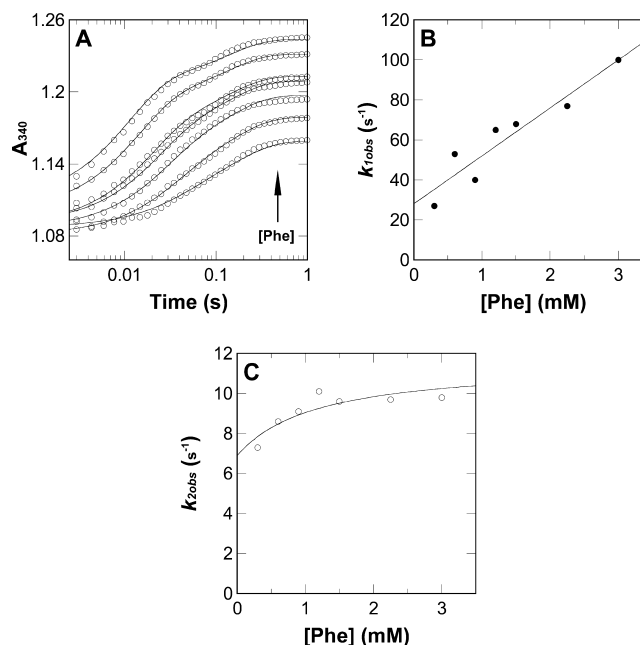 A
1.26
1.2
1.14
1.08
A340
0.01
0.1
1
Time (s)
[Phe]
B
120
100
80
60
40
20
0
k1obs (s-1)
0
1
2
3
[Phe] (mM)
C
12
10
8
6
4
2
0
k2obs (s-1)
0
1
2
3
[Phe] (mM)